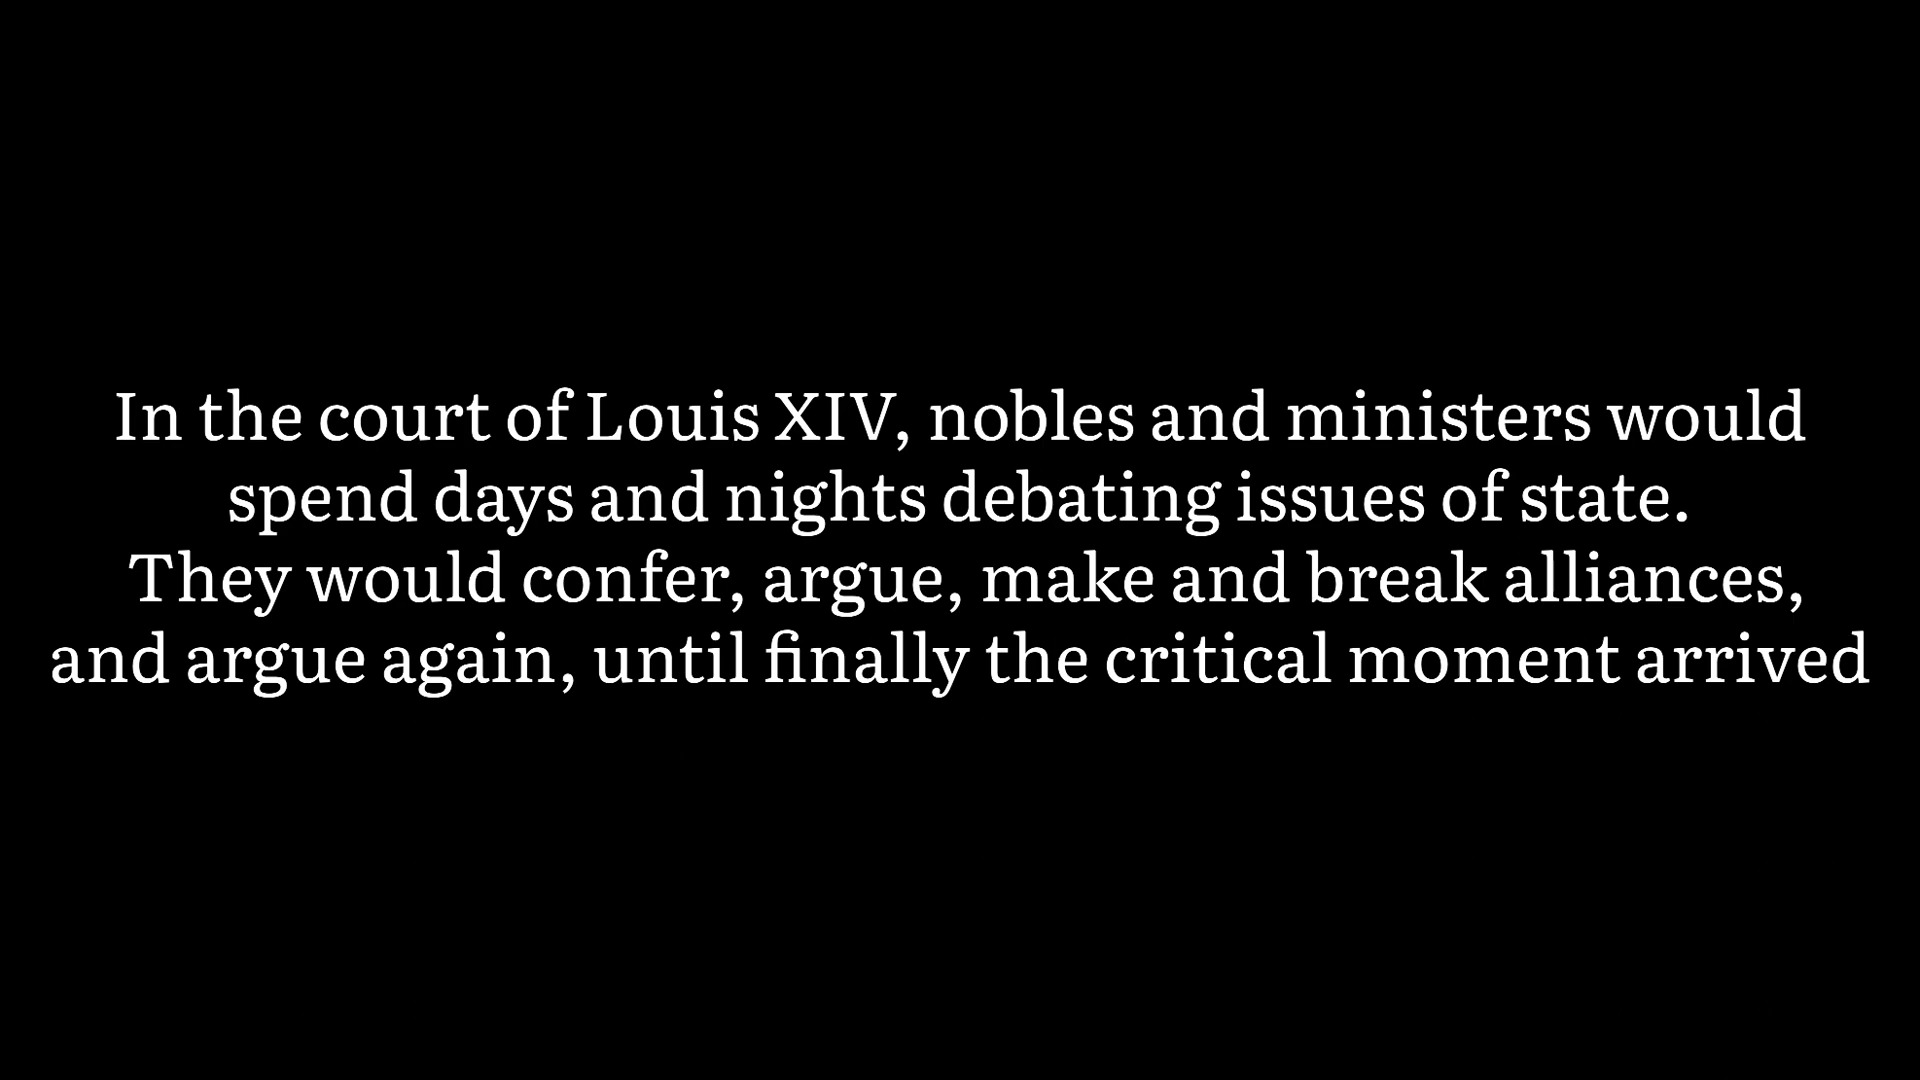 In the court of Louis XIV, nobles and ministers would
spend days and nights debating issues of state.
They would confer, argue, make and break alliances,
and argue again, until finally the critical moment arrived